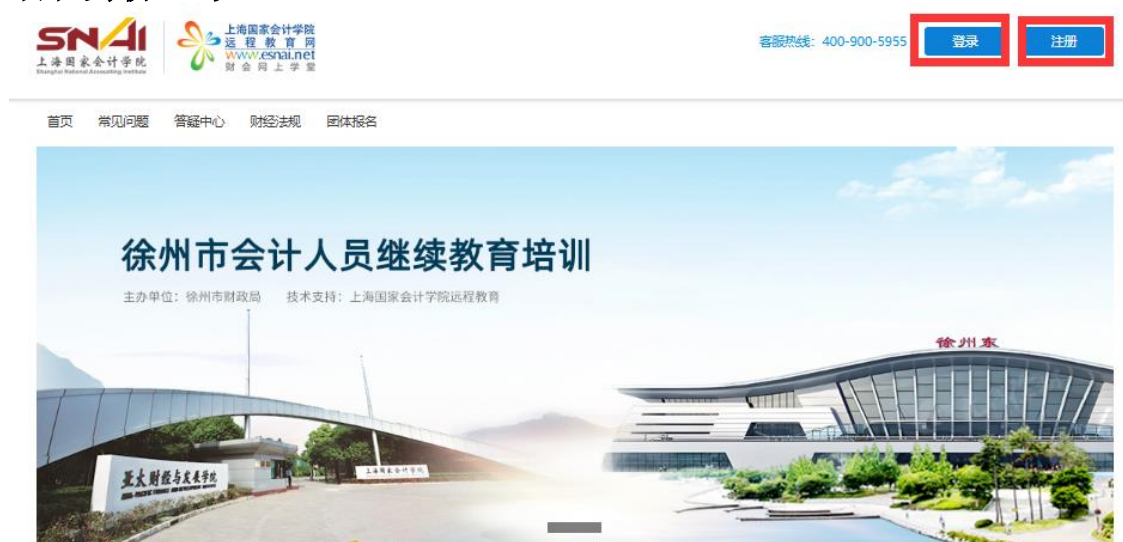 SNAI
上海国家会计学院
Shanghai National Accounting Institute
上海国家会计学院
远程教育网
www.esnai.net
财会网上学堂
客服热线：400-900-5955
登录
注册
首页 常见问题 答疑中心 财经法规 团体报名
徐州市会计人员继续教育培训
主办单位：徐州市财政局 技术支持：上海国家会计学院远程教育
徐州东
亚太财经与发展学院
ASIA-PACIFIC FINANCE AND DEVELOPMENT INSTITUTE
上海国家会计学院